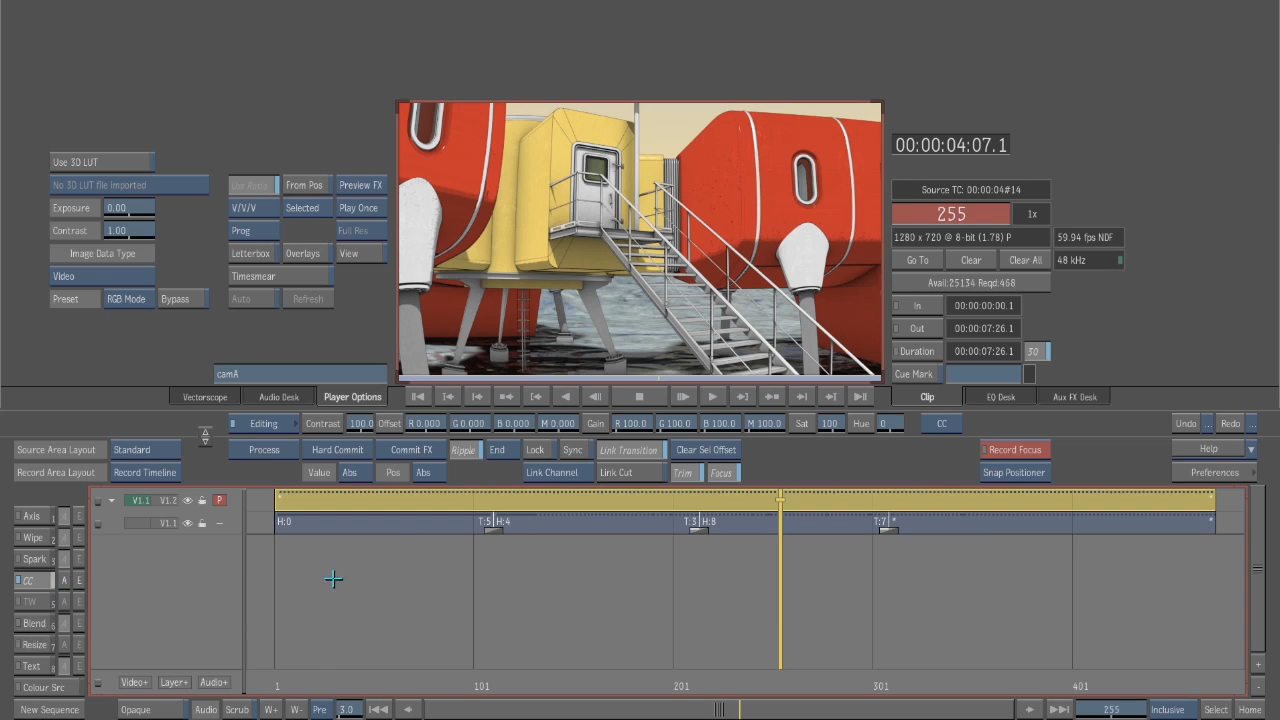 00:00:04:07.1
Use 3D LUT
No 3D LUT file imported
Exposure 0.00
Contrast 1.00
Image Data Type
Video
Preset RGB Mode Bypass
Use Ratio From Pos Preview FX
V/V/V Selected Play Once
Prog Full Res
Letterbox Overlays View
Timesmear
Auto Refresh
camA
Source TC: 00:00:04#14
255 1x
1280 x 720 @ 8-bit (1.78) P 59.94 fps NDF
Go To Clear Clear All 48 kHz
Avail:25134 Reqd:468
In 00:00:00:00.1
Out 00:00:07:26.1
Duration 00:00:07:26.1 30
Cue Mark
Vectorscope Audio Desk Player Options
Clip EQ Desk Aux FX Desk
Editing Contrast 100.0 Offset R 0.000 G 0.000 B 0.000 M 0.000 Gain R 100.0 G 100.0 B 100.0 M 100.0 Sat 100 Hue 0 CC Undo ... Redo ...
Source Area Layout Standard Process Hard Commit Commit FX Ripple End Lock Sync Link Transition Clear Sel Offset Record Focus Help
Record Area Layout Record Timeline Value Abs Pos Abs Link Channel Link Cut Trim Focus Snap Positioner Preferences
V1.1 V1.2 P
V1.1
H:0 T:5 H:4 T:3 H:8 T:7 *
Axis 1
Wipe 2
Spark 3
CC A E
TW 5 A E
Blend 6
Resize 7 A E
Text 8
Colour Src
Video+ Layer+ Audio+ 1 101 201 301 401
New Sequence Opaque Audio Scrub W+ W- Pre 3.0 255 Inclusive Select Home